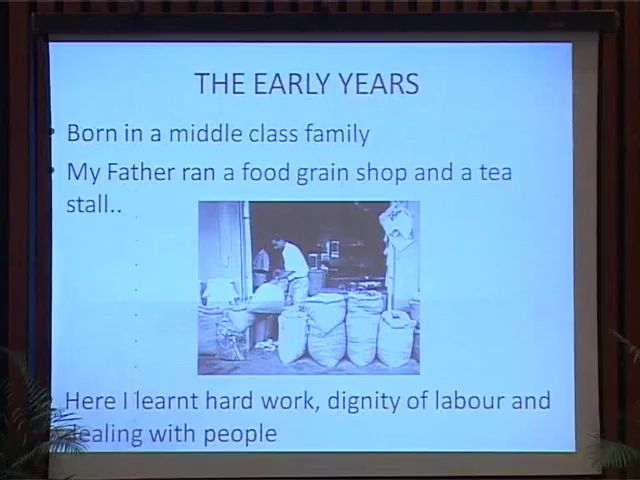 THE EARLY YEARS
• Born in a middle class family
• My Father ran a food grain shop and a tea
stall..
Here I learnt hard work, dignity of labour and
dealing with people